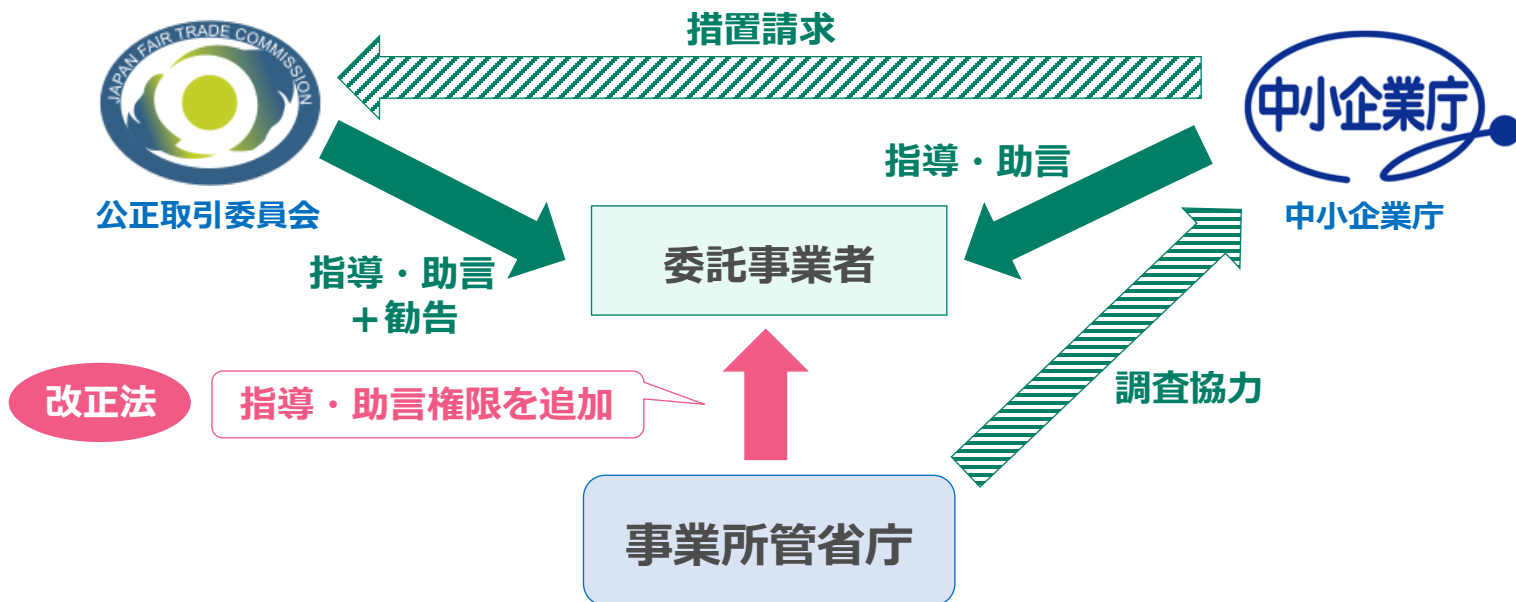 措置請求
JAPAN FAIR TRADE COMMISSION
中小企業庁
公正取引委員会
中小企業庁
指導・助言
委託事業者
指導・助言
＋勧告
改正法
指導・助言権限を追加
調査協力
事業所管省庁